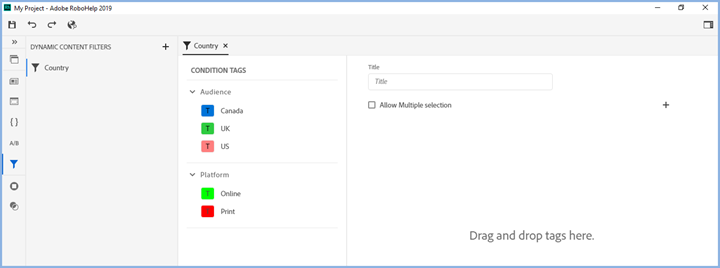 My Project - Adobe RoboHelp 2019
DYNAMIC CONTENT FILTERS
Country
Country
CONDITION TAGS
Audience
T Canada
T UK
T US
Platform
T Online
Print
Title
Title
Allow Multiple selection
Drag and drop tags here.
{ }
A/B